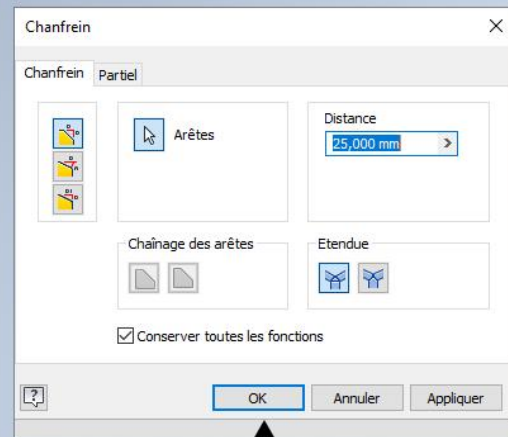 Chanfrein
Chanfrein Partiel
Arêtes
Distance
25,000 mm
Chaînage des arêtes
Etendue
Conserver toutes les fonctions
OK Annuler Appliquer